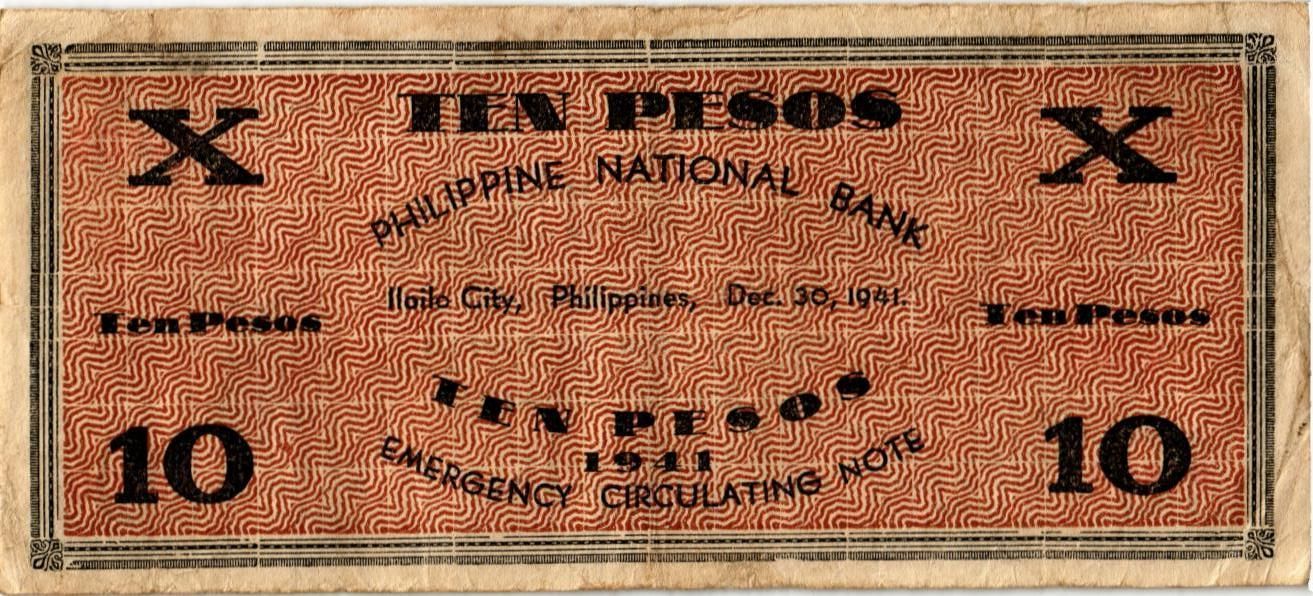 X TEN PESOS X
PHILIPPINE NATIONAL BANK
Iloilo City, Philippines, Dec. 30, 1941.
Ten Pesos Ten Pesos
TEN PESOS
1941
10 10
EMERGENCY CIRCULATING NOTE